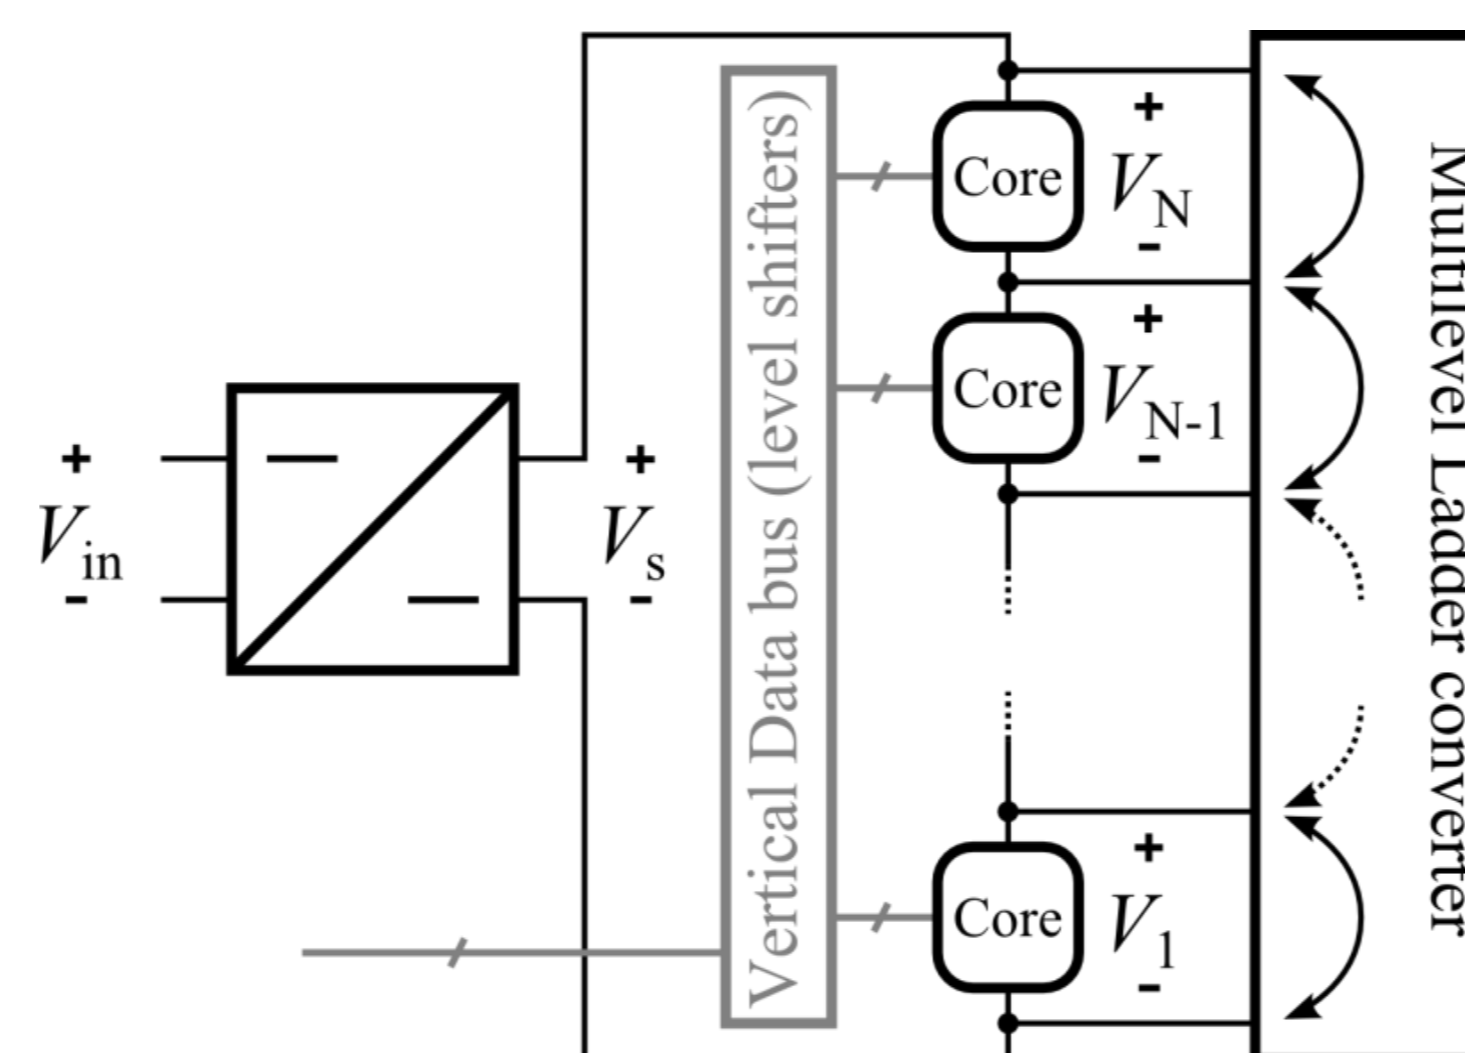 +
V_in
-
+
V_s
-
Vertical Data bus (level shifters)
Core
+
V_N
-
Core
+
V_N-1
-
Core
+
V_1
-
Multilevel Ladder converter